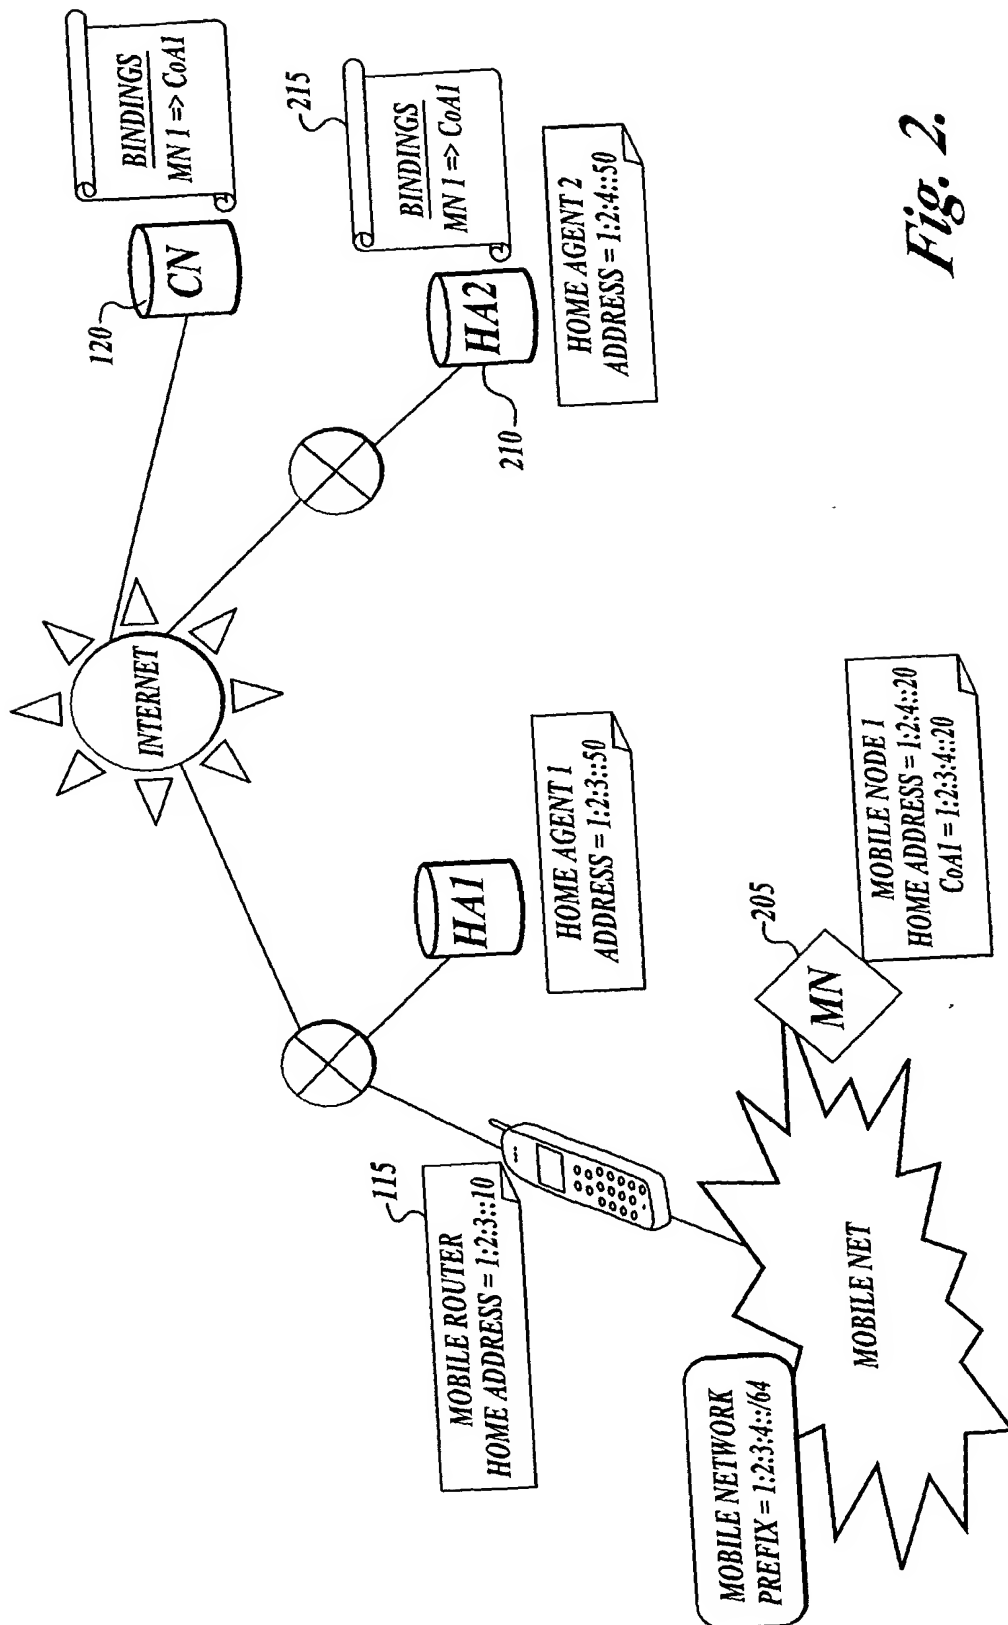 BINDINGS
MN 1 => CoA1
CN
120
BINDINGS
MN 1 => CoA1
215
HA2
210
HOME AGENT 2
ADDRESS = 1:2:4::50
INTERNET
HA1
HOME AGENT 1
ADDRESS = 1:2:3::50
MOBILE ROUTER
HOME ADDRESS = 1:2:3::10
115
MN
205
MOBILE NODE 1
HOME ADDRESS = 1:2:4::20
CoA1 = 1:2:3:4::20
MOBILE NET
MOBILE NETWORK
PREFIX = 1:2:3:4::/64
Fig. 2.